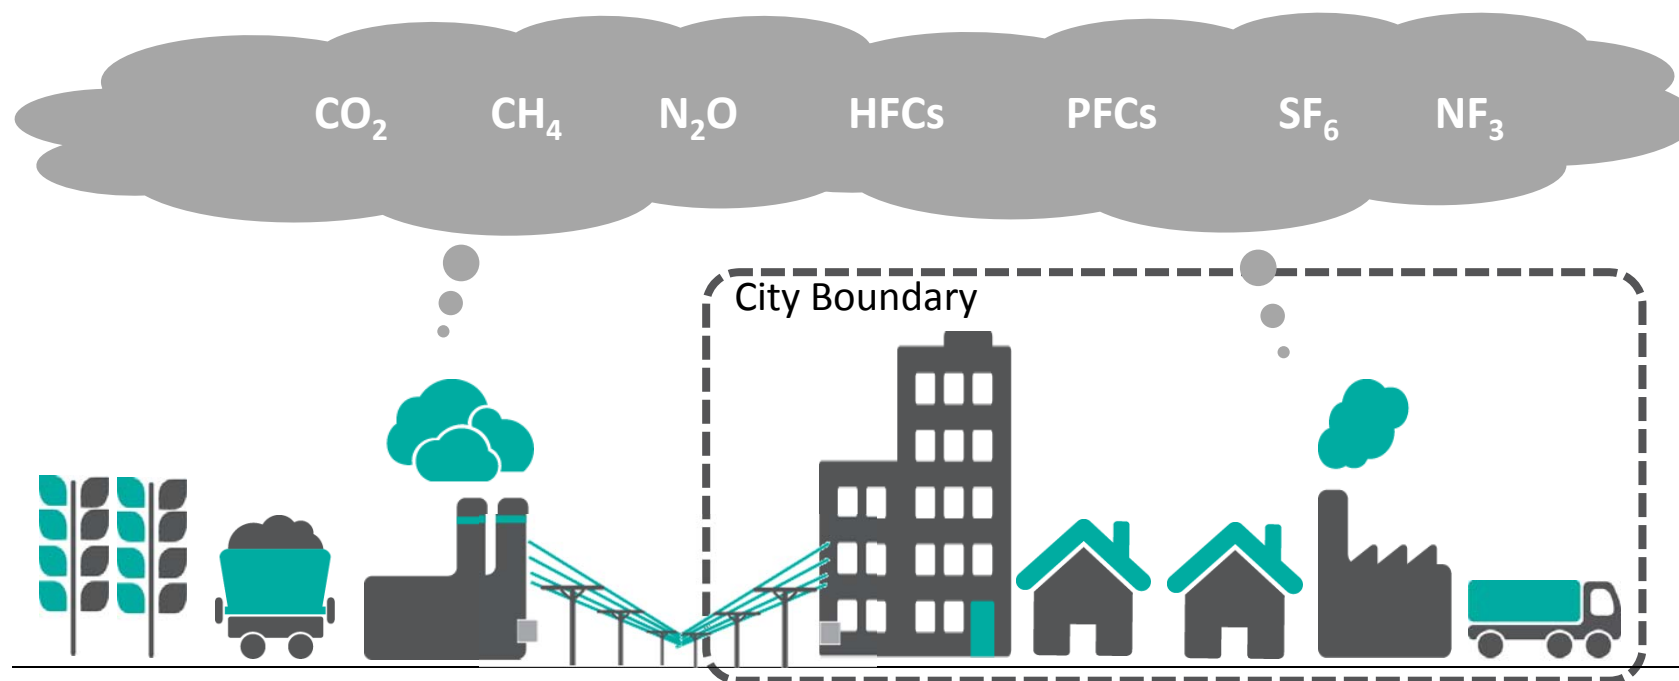 CO₂ CH₄ N₂O HFCs PFCs SF₆ NF₃
City Boundary